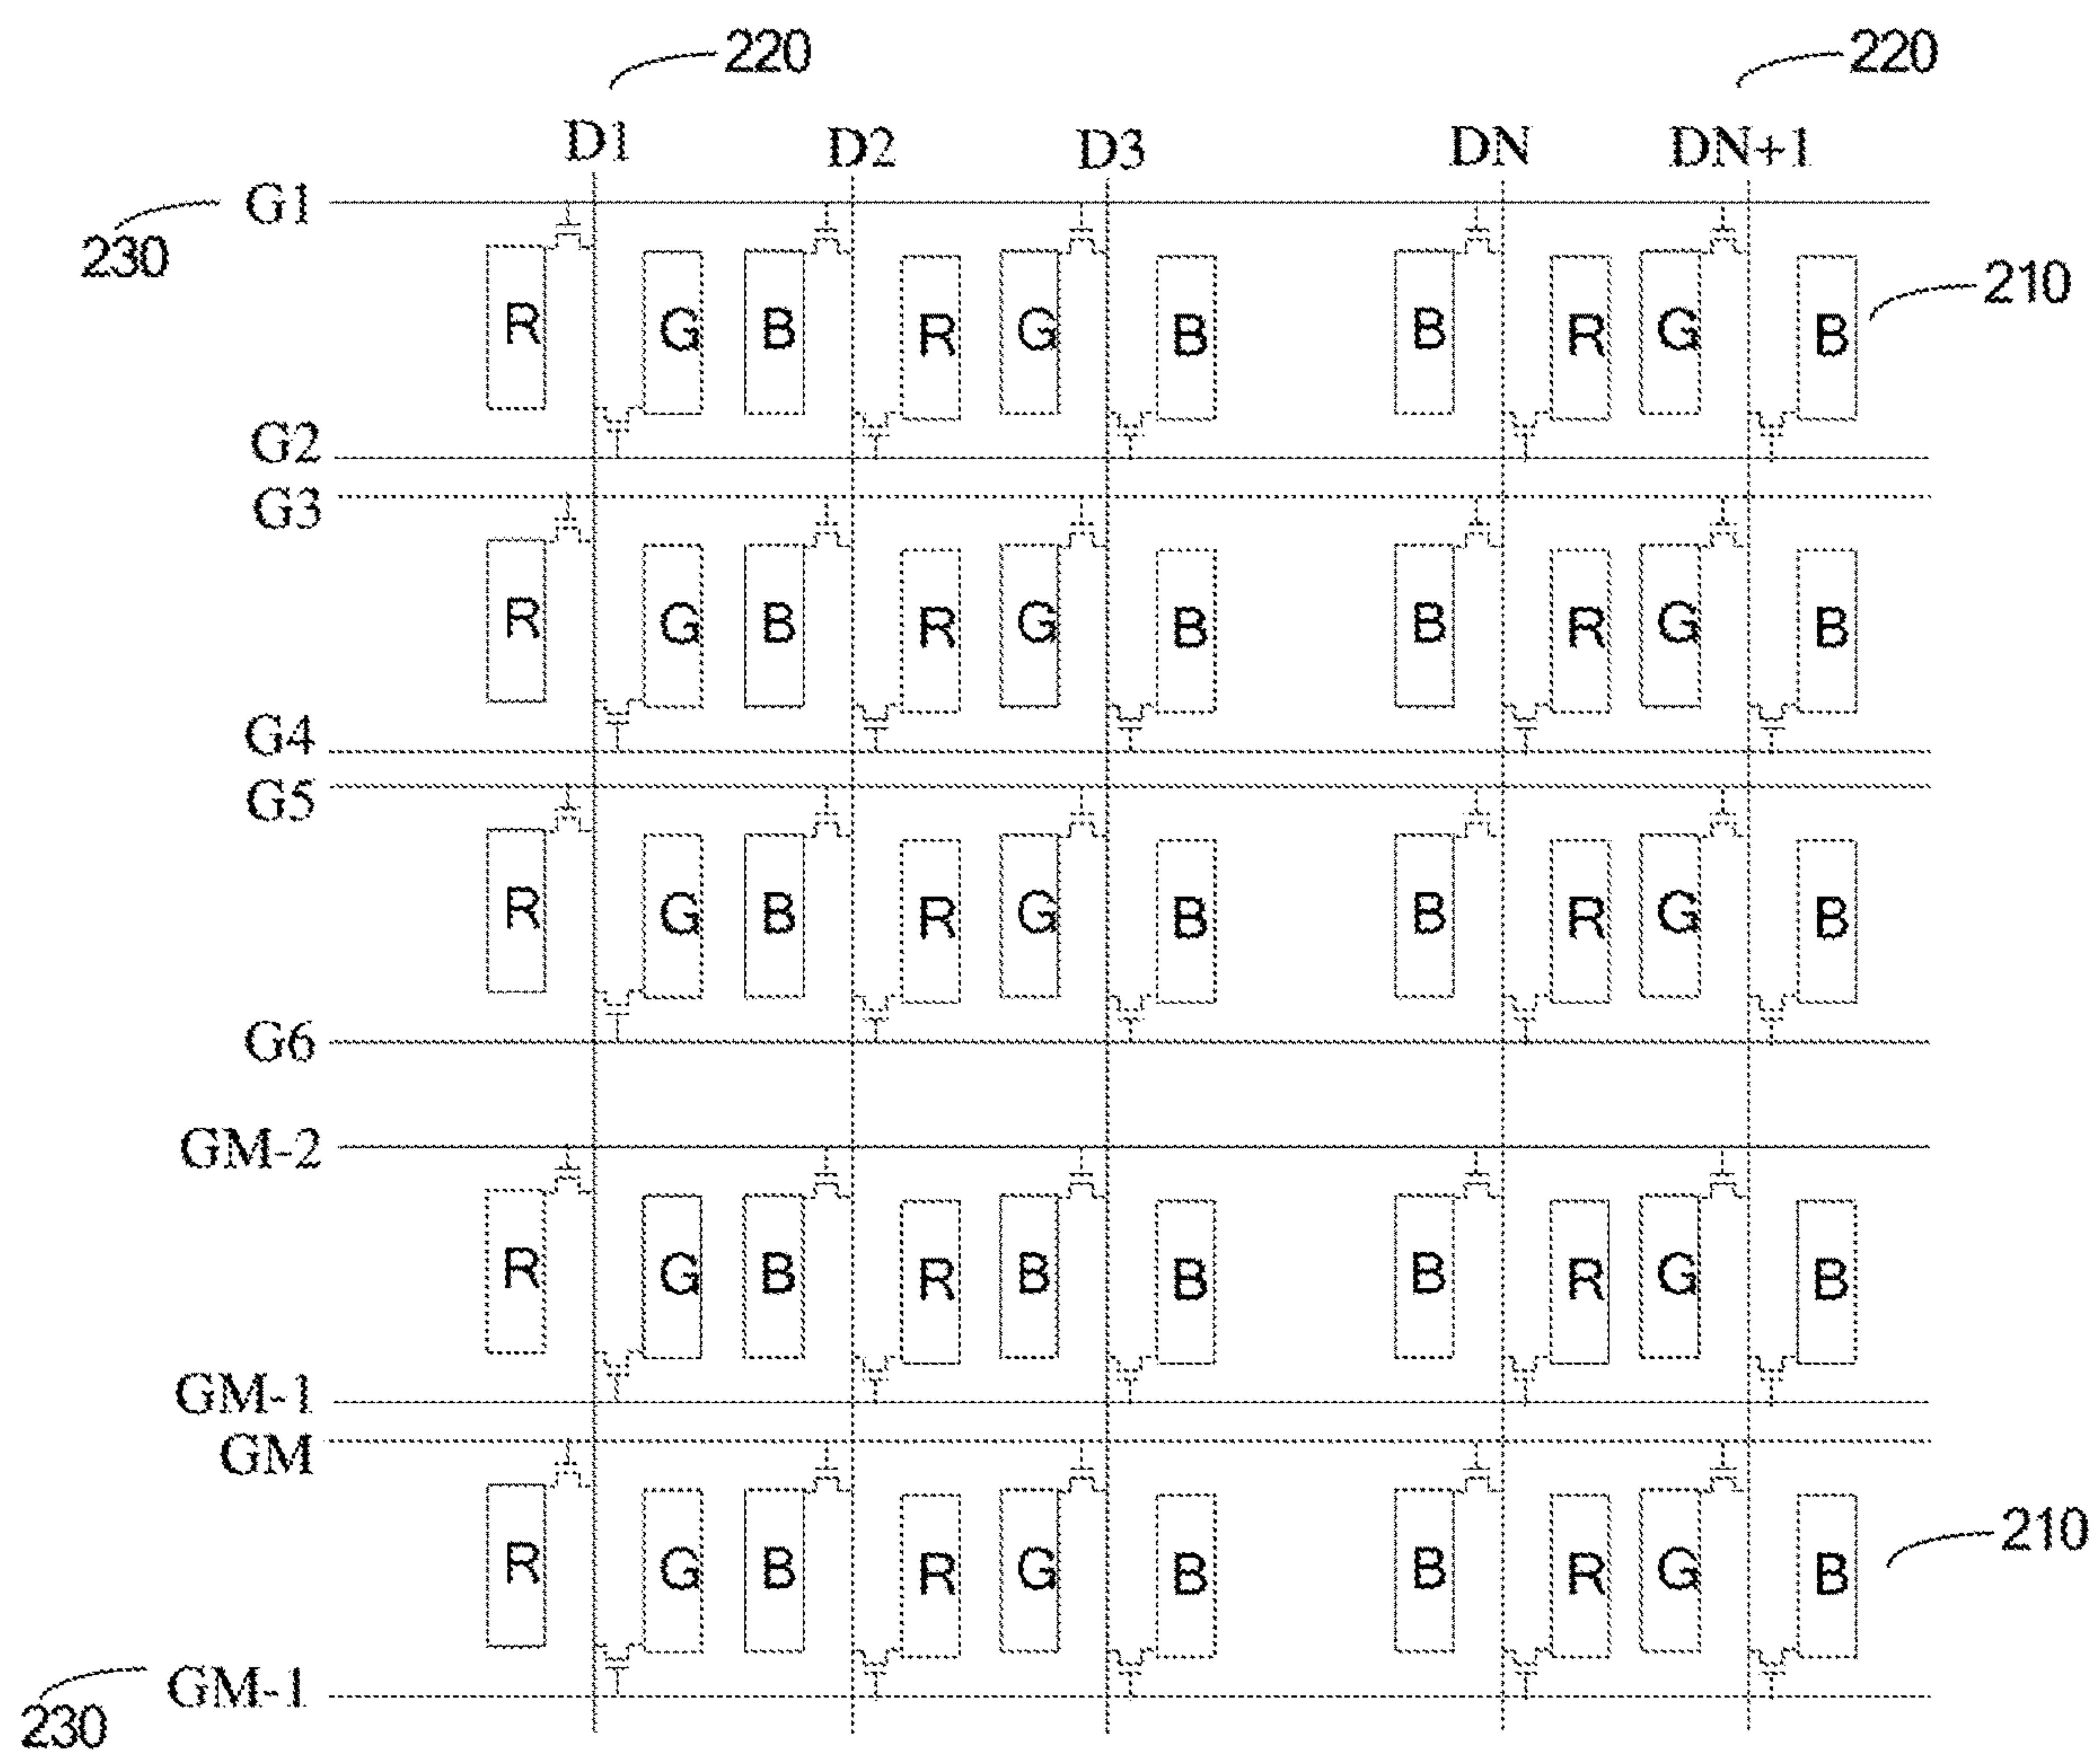 220 220
D1 D2 D3 DN DN+1
G1
230
210
R G B R G B B R G B
G2
G3
R G B R G B B R G B
G4
G5
R G B R G B B R G B
G6
GM-2
R G B R B B B R G B
GM-1
GM
R G B R G B B R G B
210
GM-1
230